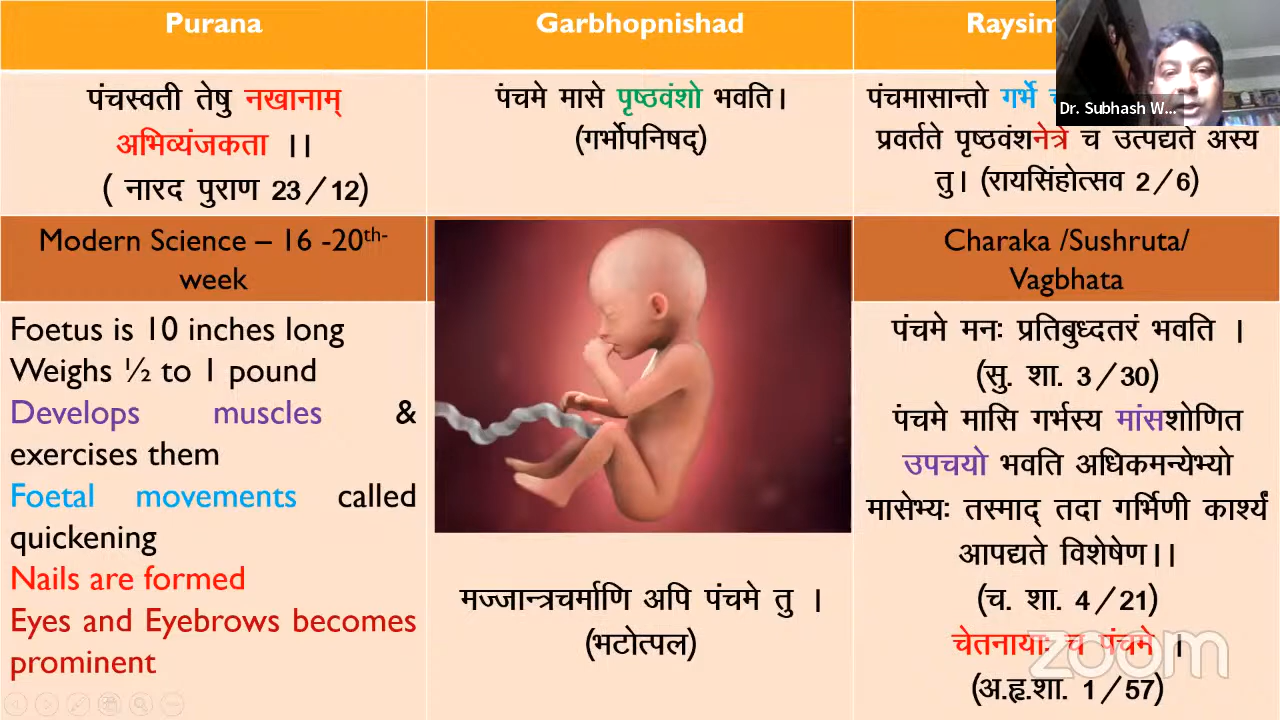 Purana
Garbhopnishad
Raysim
पंचस्वती तेषु नखानाम्
अभिव्यंजकता ।।
( नारद पुराण 23/12)
पंचमे मासे पृष्ठवंशो भवति।
(गर्भोपनिषद्)
पंचमासान्तो गर्भे
प्रवर्तते पृष्ठवंशनेत्रे च उत्पद्यते अस्य
तु। (रायसिंहोत्सव 2/6)
Dr. Subhash W...
Modern Science – 16 -20th-
week
Foetus is 10 inches long
Weighs ½ to 1 pound
Develops muscles &
exercises them
Foetal movements called
quickening
Nails are formed
Eyes and Eyebrows becomes
prominent
मज्जान्त्रचर्माणि अपि पंचमे तु ।
(भटोत्पल)
Charaka /Sushruta/
Vagbhata
पंचमे मनः प्रतिबुध्दतरं भवति ।
(सु. शा. 3/30)
पंचमे मासि गर्भस्य मांसशोणित
उपचयो भवति अधिकमन्येभ्यो
मासेभ्यः तस्माद् तदा गर्भिणी कार्श्यं
आपद्यते विशेषेण।।
(च. शा. 4/21)
चेतनायाः च पंचमे ।
(अ.हृ.शा. 1/57)
zoom